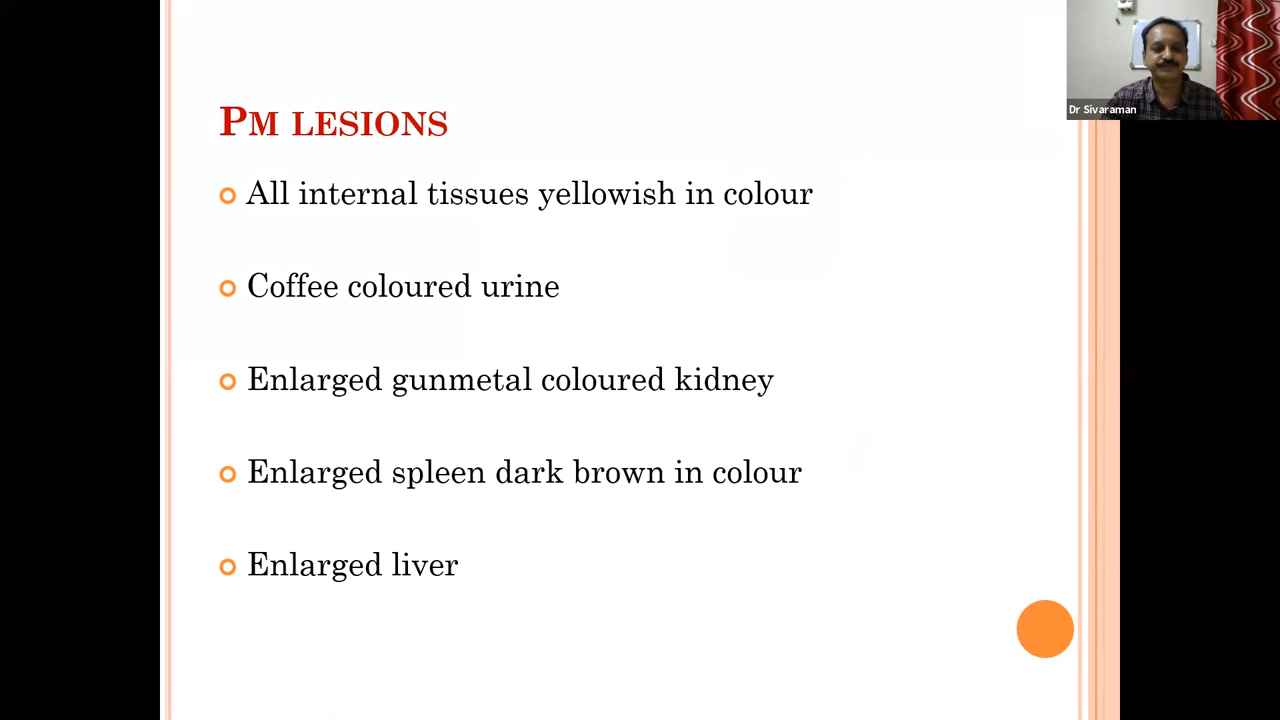 PM LESIONS
All internal tissues yellowish in colour
Coffee coloured urine
Enlarged gunmetal coloured kidney
Enlarged spleen dark brown in colour
Enlarged liver
Dr Sivaraman